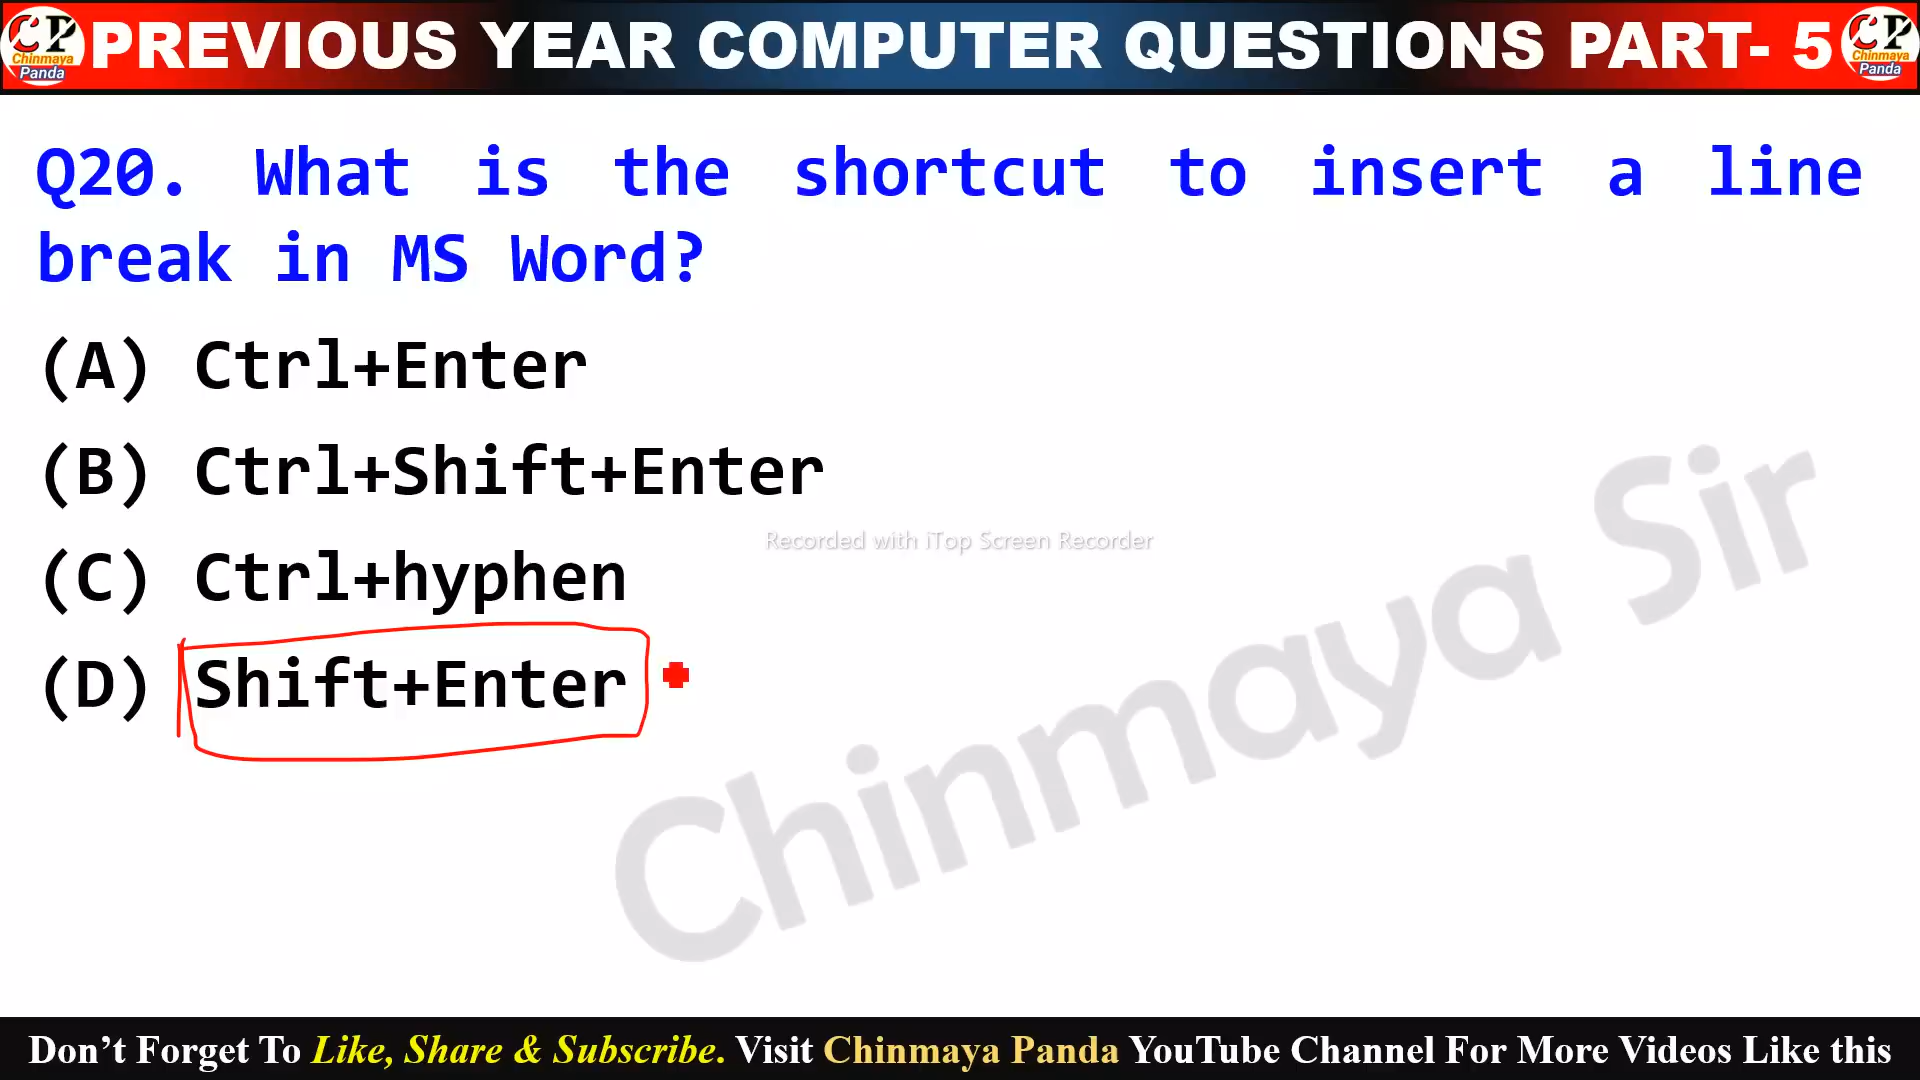 CP Chinmaya Panda
PREVIOUS YEAR COMPUTER QUESTIONS PART- 5
CP Chinmaya Panda
Q20. What is the shortcut to insert a line
break in MS Word?
(A) Ctrl+Enter
(B) Ctrl+Shift+Enter
(C) Ctrl+hyphen
(D) Shift+Enter
Recorded with iTop Screen Recorder
Chinmaya Sir
Don’t Forget To Like, Share & Subscribe. Visit Chinmaya Panda YouTube Channel For More Videos Like this